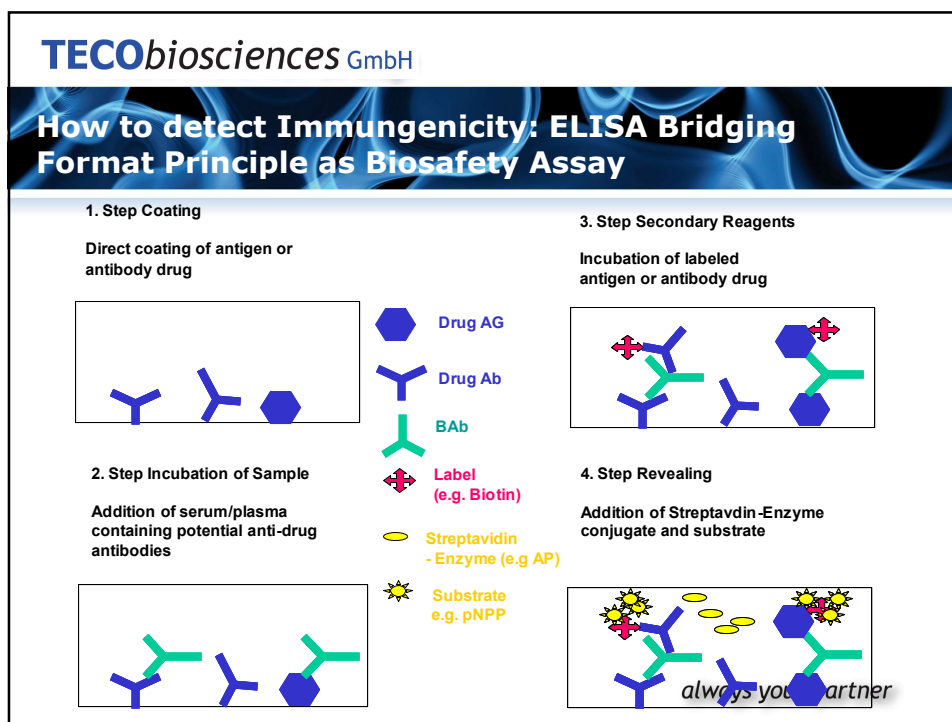 TECObiosciences GmbH
How to detect Immungenicity: ELISA Bridging
Format Principle as Biosafety Assay
1. Step Coating
Direct coating of antigen or
antibody drug
2. Step Incubation of Sample
Addition of serum/plasma
containing potential anti-drug
antibodies
Drug AG
Drug Ab
BAb
Label
(e.g. Biotin)
Streptavidin
- Enzyme (e.g AP)
Substrate
e.g. pNPP
3. Step Secondary Reagents
Incubation of labeled
antigen or antibody drug
4. Step Revealing
Addition of Streptavdin-Enzyme
conjugate and substrate
always you artner